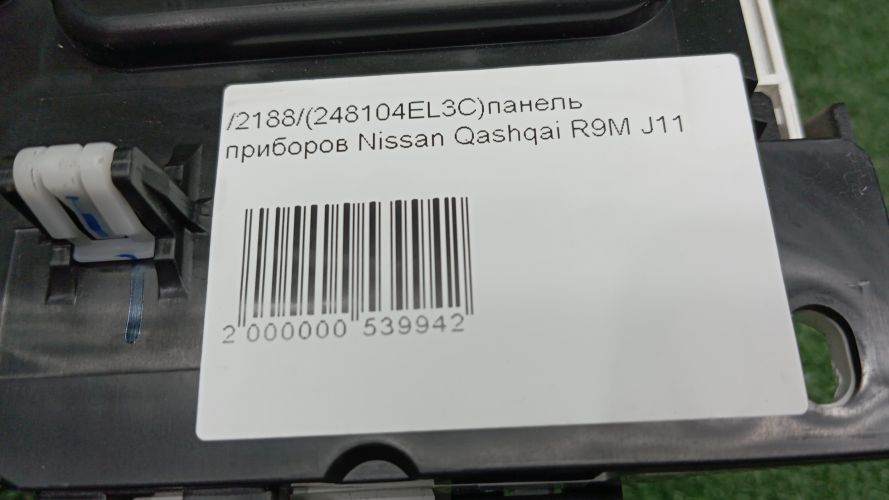 /2188/(248104EL3C)панель
приборов Nissan Qashqai R9M J11
2 000000 539942